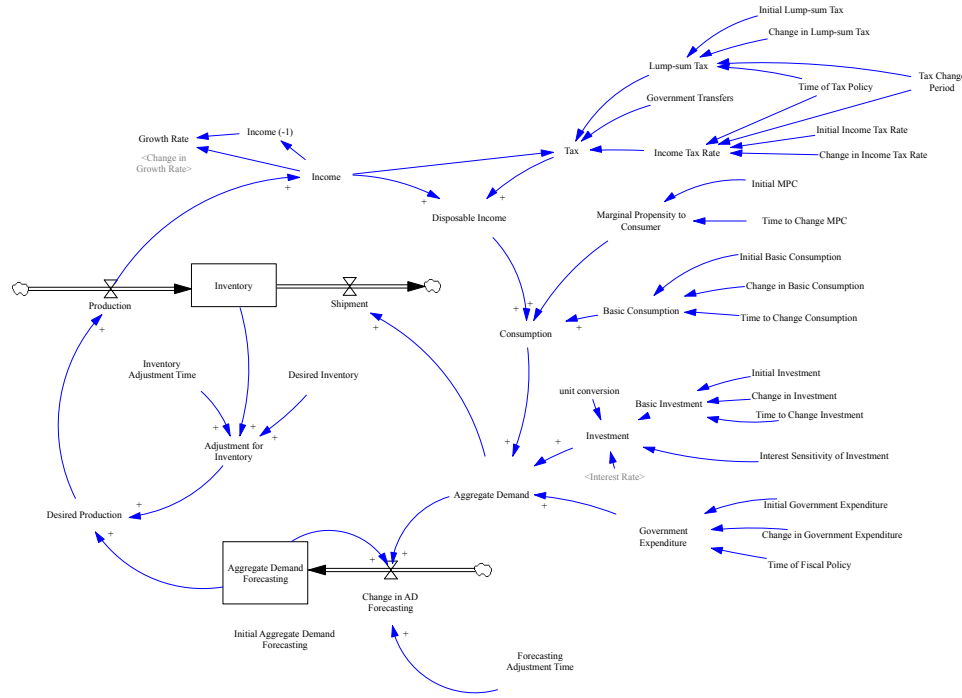 Initial Lump-sum Tax
Change in Lump-sum Tax
Lump-sum Tax
Tax Change
Period
Time of Tax Policy
Government Transfers
Growth Rate
Income (-1)
<Change in
Growth Rate>
Initial Income Tax Rate
Tax
Income Tax Rate
Change in Income Tax Rate
Income
+
+
+
Initial MPC
Disposable Income
Marginal Propensity to
Consumer
Time to Change MPC
Initial Basic Consumption
Inventory
Change in Basic Consumption
Production
Shipment
+
+
Basic Consumption
Time to Change Consumption
+
+
+
Consumption
Inventory
Adjustment Time
Desired Inventory
Initial Investment
unit conversion
Change in Investment
Basic Investment
Time to Change Investment
+
+
+
Adjustment for
Inventory
+
+
Investment
Interest Sensitivity of Investment
<Interest Rate>
Aggregate Demand
Initial Government Expenditure
+
+
Desired Production
+
Government
Expenditure
Change in Government Expenditure
+
+
+
Time of Fiscal Policy
Aggregate Demand
Forecasting
Change in AD
Forecasting
Initial Aggregate Demand
Forecasting
+
Forecasting
Adjustment Time